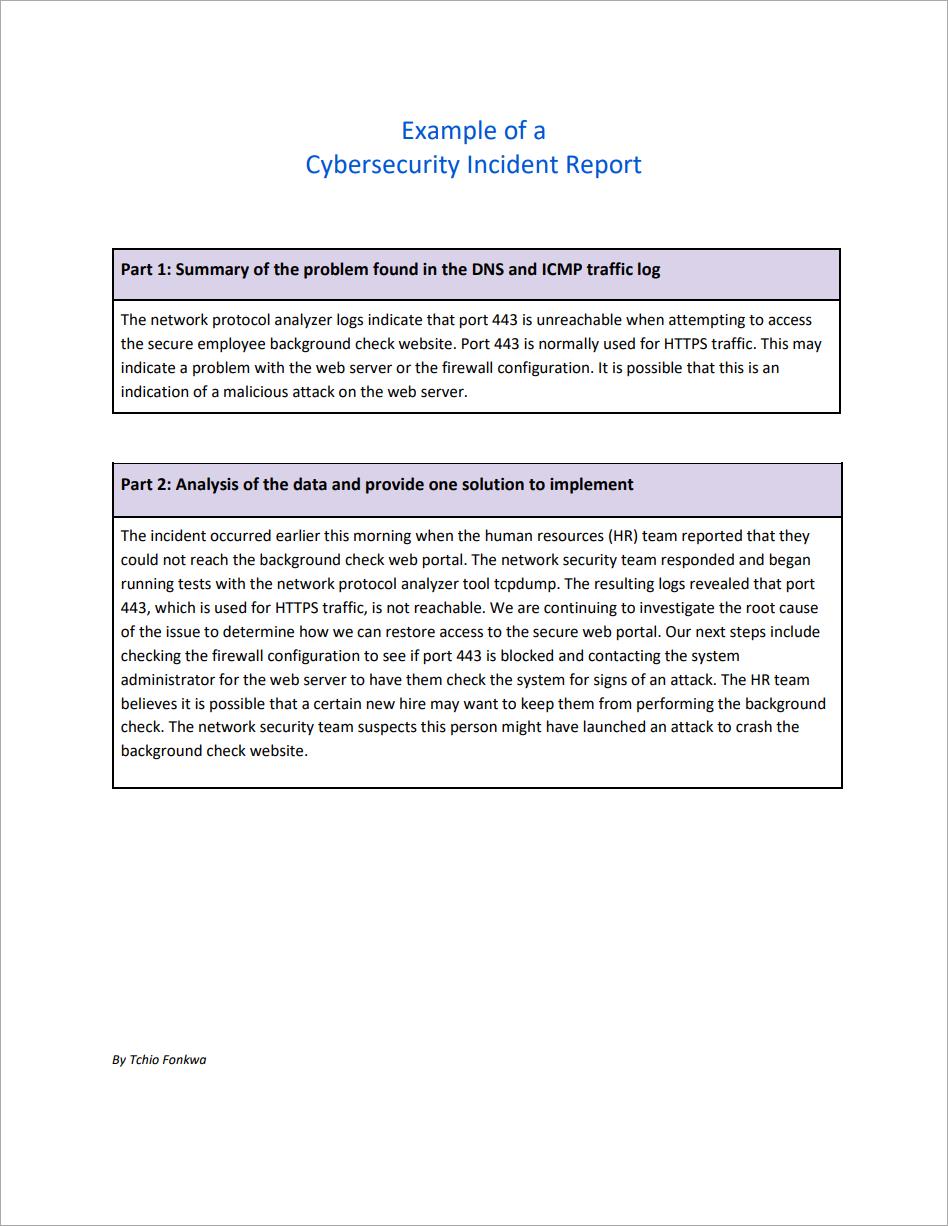 Example of a
Cybersecurity Incident Report
Part 1: Summary of the problem found in the DNS and ICMP traffic log
The network protocol analyzer logs indicate that port 443 is unreachable when attempting to access
the secure employee background check website. Port 443 is normally used for HTTPS traffic. This may
indicate a problem with the web server or the firewall configuration. It is possible that this is an
indication of a malicious attack on the web server.
Part 2: Analysis of the data and provide one solution to implement
The incident occurred earlier this morning when the human resources (HR) team reported that they
could not reach the background check web portal. The network security team responded and began
running tests with the network protocol analyzer tool tcpdump. The resulting logs revealed that port
443, which is used for HTTPS traffic, is not reachable. We are continuing to investigate the root cause
of the issue to determine how we can restore access to the secure web portal. Our next steps include
checking the firewall configuration to see if port 443 is blocked and contacting the system
administrator for the web server to have them check the system for signs of an attack. The HR team
believes it is possible that a certain new hire may want to keep them from performing the background
check. The network security team suspects this person might have launched an attack to crash the
background check website.
By Tchio Fonkwa